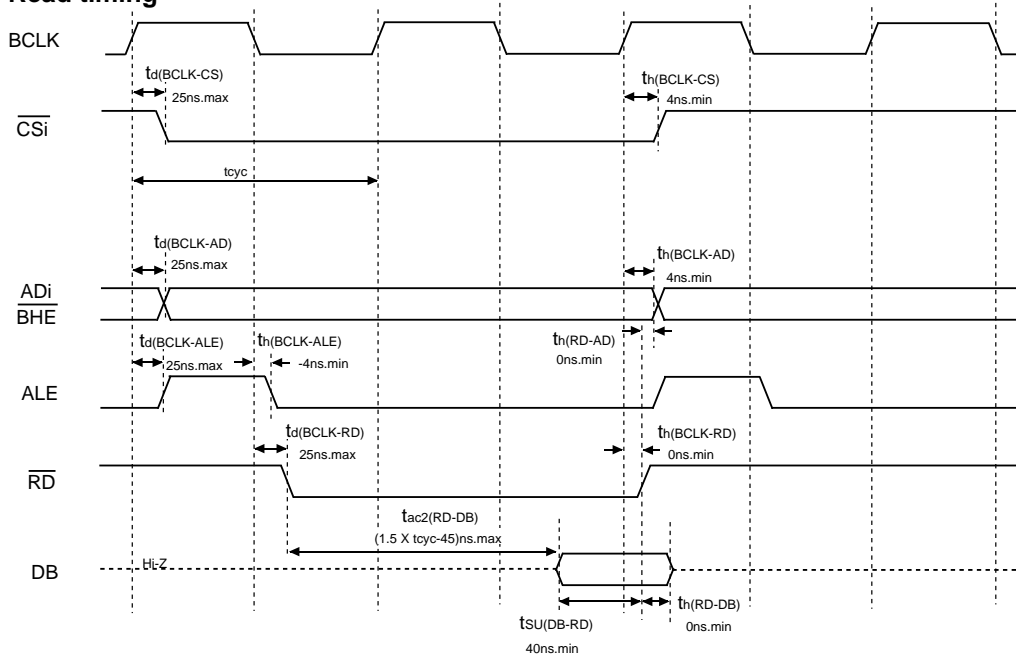 Read timing
BCLK
td(BCLK-CS)
25ns.max
th(BCLK-CS)
4ns.min
CSi
tcyc
td(BCLK-AD)
25ns.max
th(BCLK-AD)
4ns.min
ADi
BHE
td(BCLK-ALE)
25ns.max
th(BCLK-ALE)
-4ns.min
th(RD-AD)
0ns.min
ALE
td(BCLK-RD)
25ns.max
th(BCLK-RD)
0ns.min
RD
tac2(RD-DB)
(1.5 X tcyc-45)ns.max
DB
Hi-Z
tSU(DB-RD)
40ns.min
th(RD-DB)
0ns.min